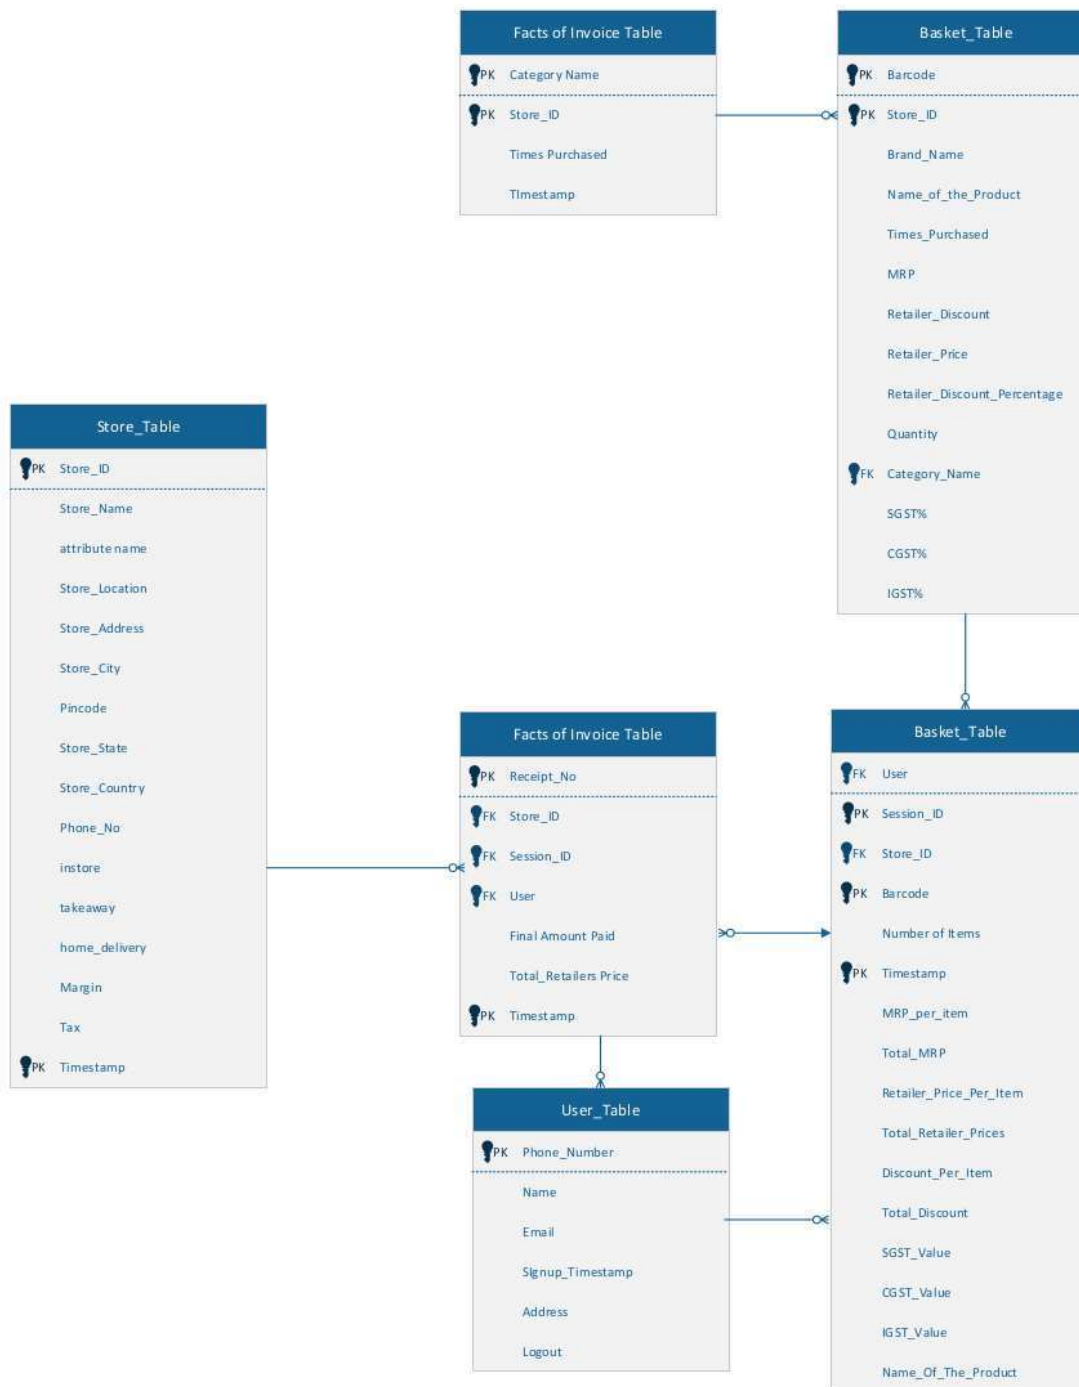 Facts of Invoice Table
PK Category Name
PK Store_ID
Times Purchased
TImestamp
Basket_Table
PK Barcode
PK Store_ID
Brand_Name
Name_of_the_Product
Times_Purchased
MRP
Retailer_Discount
Retailer_Price
Retailer_Discount_Percentage
Quantity
FK Category_Name
SGST%
CGST%
IGST%
Store_Table
PK Store_ID
Store_Name
attribute name
Store_Location
Store_Address
Store_City
Pincode
Store_State
Store_Country
Phone_No
instore
takeaway
home_delivery
Margin
Tax
PK Timestamp
Facts of Invoice Table
PK Receipt_No
FK Store_ID
FK Session_ID
FK User
Final Amount Paid
Total_Retailers Price
PK Timestamp
Basket_Table
FK User
PK Session_ID
FK Store_ID
PK Barcode
Number of Items
PK Timestamp
MRP_per_item
Total_MRP
Retailer_Price_Per_Item
Total_Retailer_Prices
Discount_Per_Item
Total_Discount
SGST_Value
CGST_Value
IGST_Value
Name_Of_The_Product
User_Table
PK Phone_Number
Name
Email
SIgnup_Timestamp
Address
Logout